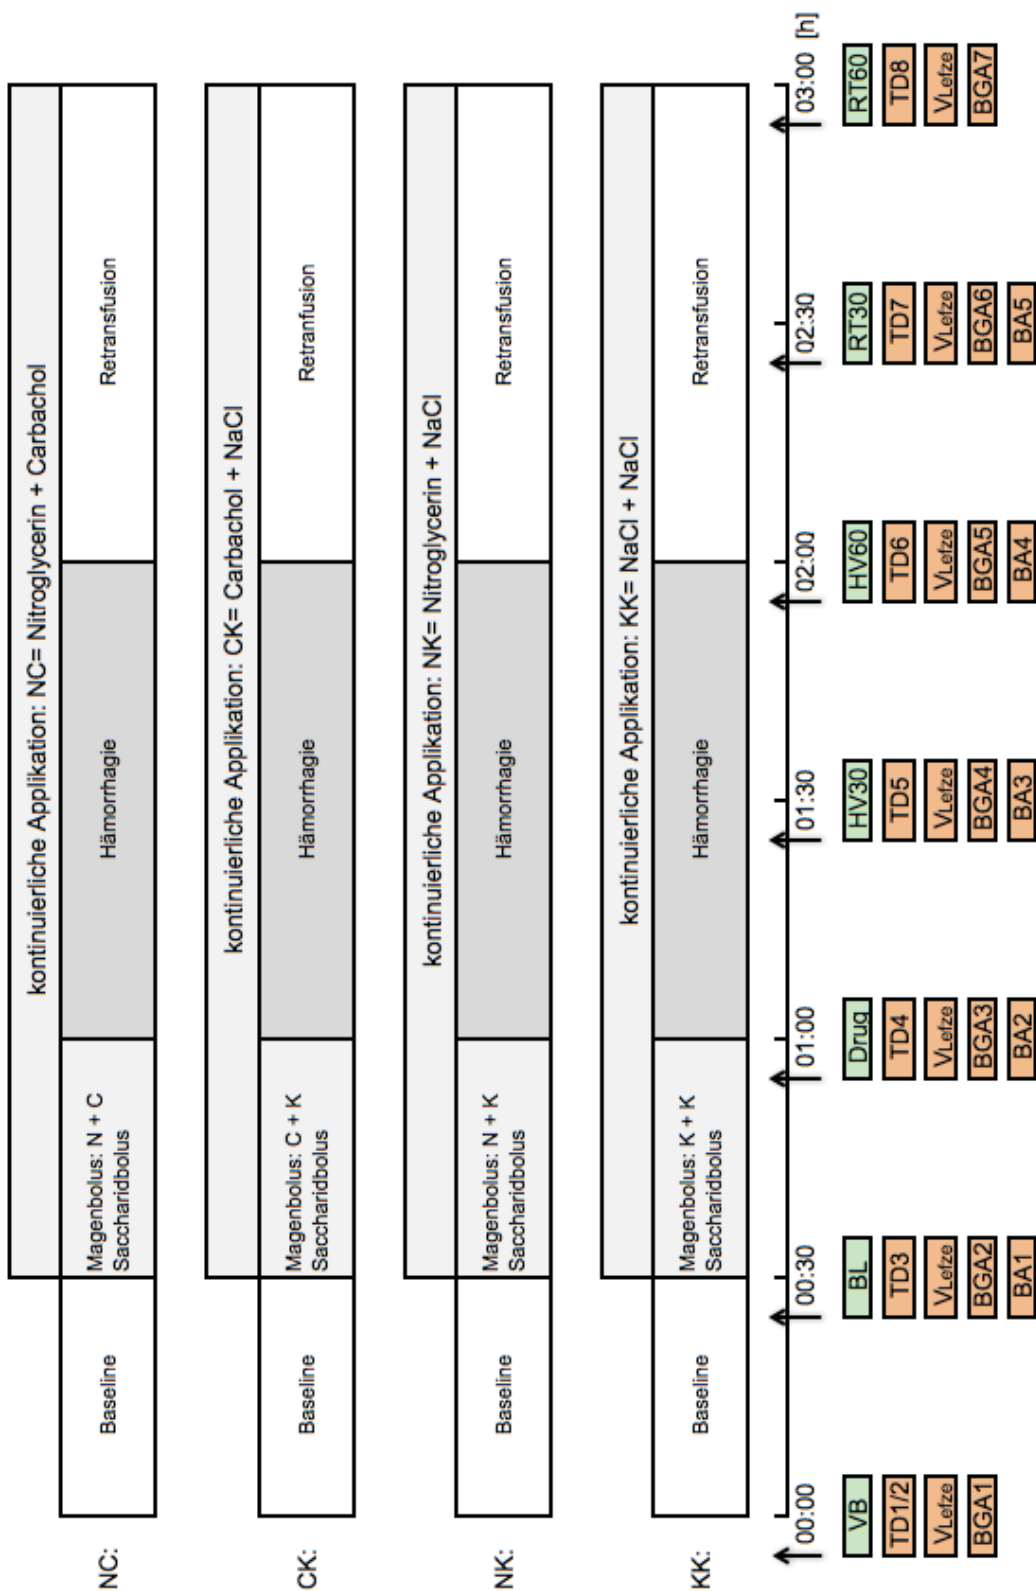 kontinuierliche Applikation: NC= Nitroglycerin + Carbachol
NC:
Baseline
Magenbolus: N + C
Saccharidbolus
Hämorrhagie
Retransfusion
kontinuierliche Applikation: CK= Carbachol + NaCl
CK:
Baseline
Magenbolus: C + K
Saccharidbolus
Hämorrhagie
Retranfusion
kontinuierliche Applikation: NK= Nitroglycerin + NaCl
NK:
Baseline
Magenbolus: N + K
Saccharidbolus
Hämorrhagie
Retransfusion
kontinuierliche Applikation: KK= NaCl + NaCl
KK:
Baseline
Magenbolus: K + K
Saccharidbolus
Hämorrhagie
Retransfusion
00:00 00:30 01:00 01:30 02:00 02:30 03:00 [h]
VB BL Drug HV30 HV60 RT30 RT60
TD1/2 TD3 TD4 TD5 TD6 TD7 TD8
VLefze VLefze VLefze VLefze VLefze VLefze VLefze
BGA1 BGA2 BGA3 BGA4 BGA5 BGA6 BGA7
BA1 BA2 BA3 BA4 BA5